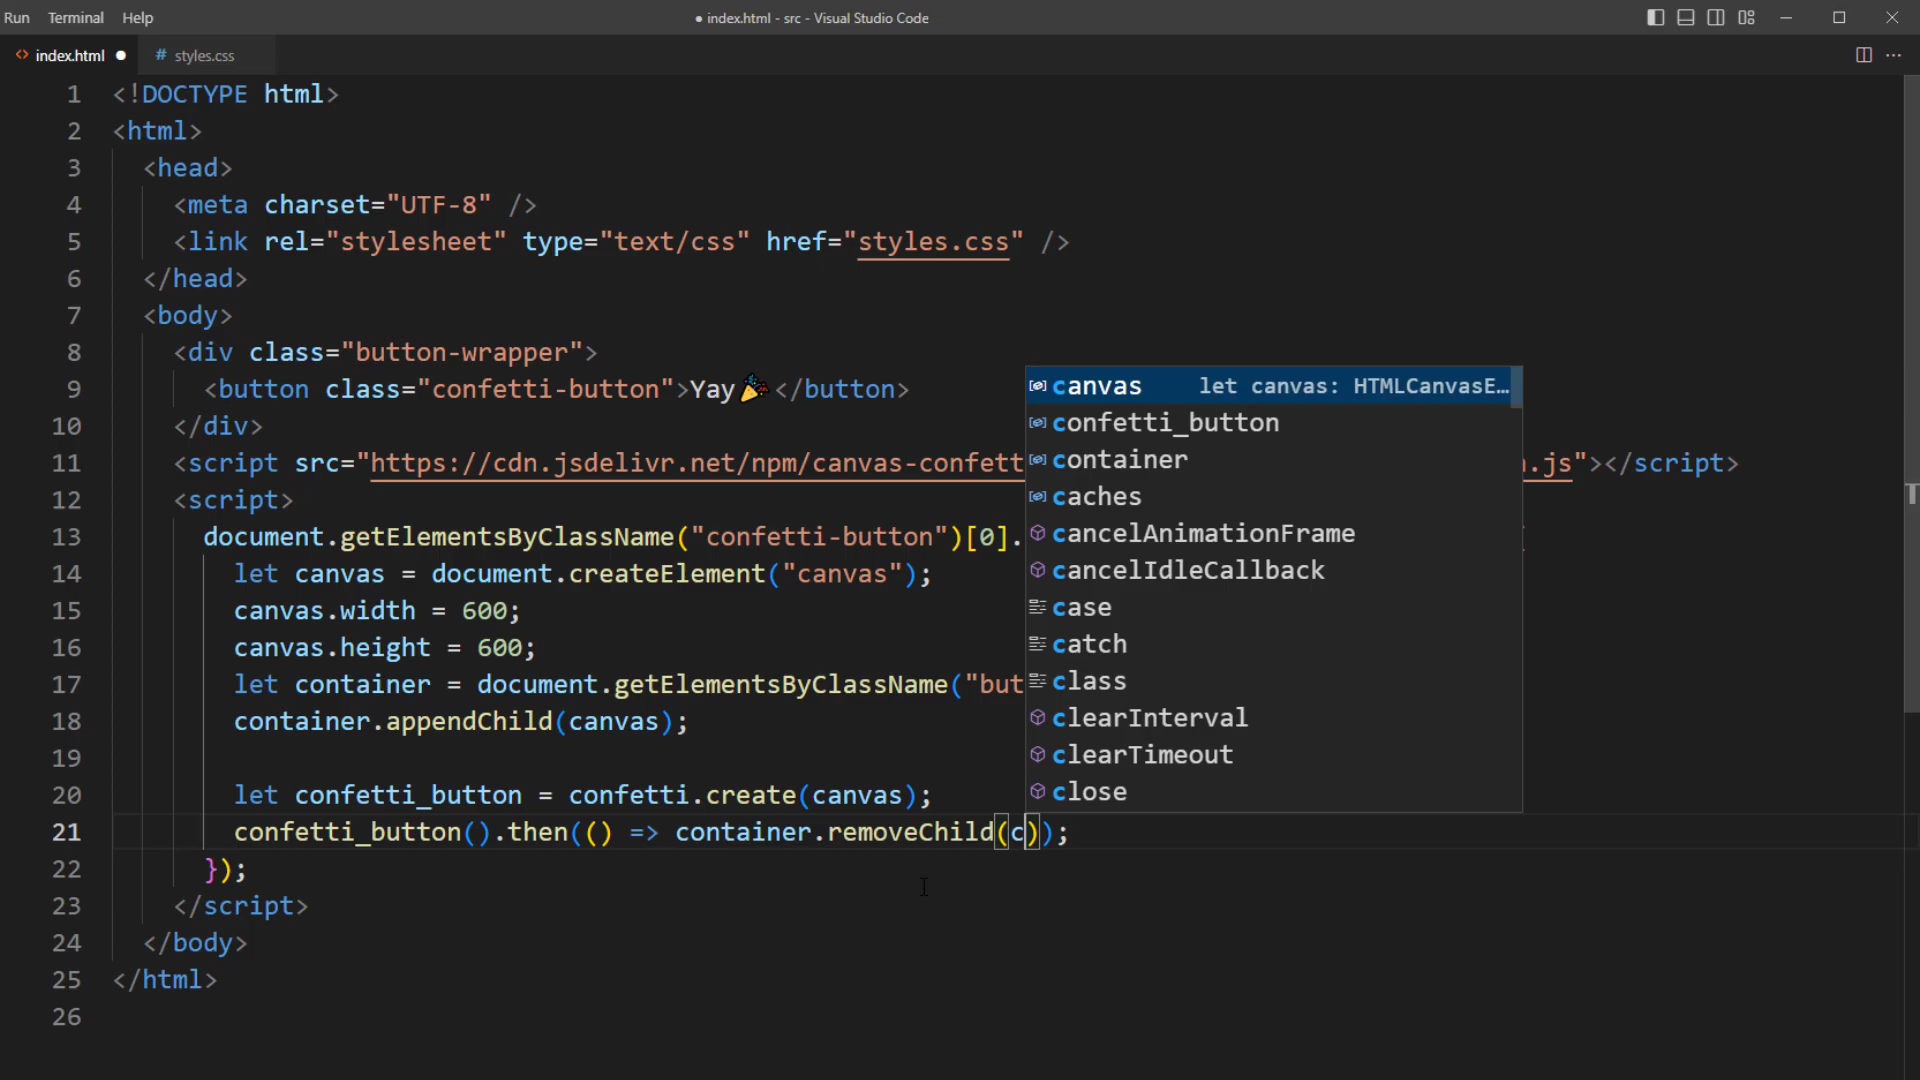 Run Terminal Help
● index.html - src - Visual Studio Code
<> index.html ●
# styles.css
1 <!DOCTYPE html>
2 <html>
3 <head>
4 <meta charset="UTF-8" />
5 <link rel="stylesheet" type="text/css" href="styles.css" />
6 </head>
7 <body>
8 <div class="button-wrapper">
9 <button class="confetti-button">Yay🎉</button>
10 </div>
11 <script src="https://cdn.jsdelivr.net/npm/canvas-confett .js"></script>
12 <script>
13 document.getElementsByClassName("confetti-button")[0].
14 let canvas = document.createElement("canvas");
15 canvas.width = 600;
16 canvas.height = 600;
17 let container = document.getElementsByClassName("but
18 container.appendChild(canvas);
19
20 let confetti_button = confetti.create(canvas);
21 confetti_button().then(() => container.removeChild(c));
22 });
23 </script>
24 </body>
25 </html>
26
canvas let canvas: HTMLCanvasE…
confetti_button
container
caches
cancelAnimationFrame
cancelIdleCallback
case
catch
class
clearInterval
clearTimeout
close